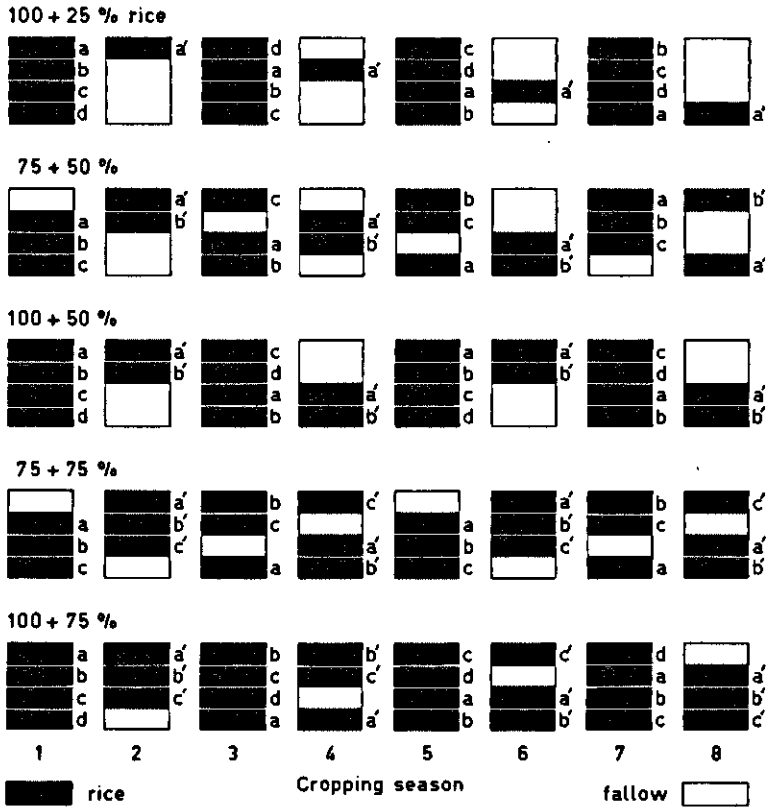 100 + 25 % rice
a a' d c b
b a a' d c
c b a a' d
d c b a a'
75 + 50 %
a' c b a b'
a b' a' c b
b a b' a' c
c b a b' a'
100 + 50 %
a a' c a a' c
b b' d b b' d
c a a' c a a'
d b b' d b b'
75 + 75 %
a' b c' a' b c'
a b' c a b' c
b c' a' b c' a'
c a b' c a b'
100 + 75 %
a a' b b' c c' d
b b' c c' d a a'
c c' d a a' b b'
d a a' b b' c c'
1 2 3 4 5 6 7 8
rice Cropping season fallow